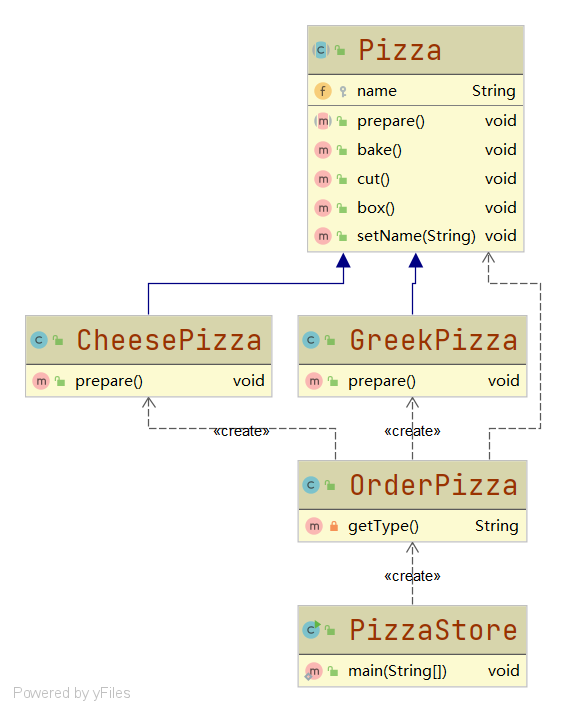 Pizza
name String
prepare() void
bake() void
cut() void
box() void
setName(String) void
CheesePizza
prepare() void
GreekPizza
prepare() void
«create»
«create»
OrderPizza
getType() String
«create»
PizzaStore
main(String[]) void
Powered by yFiles